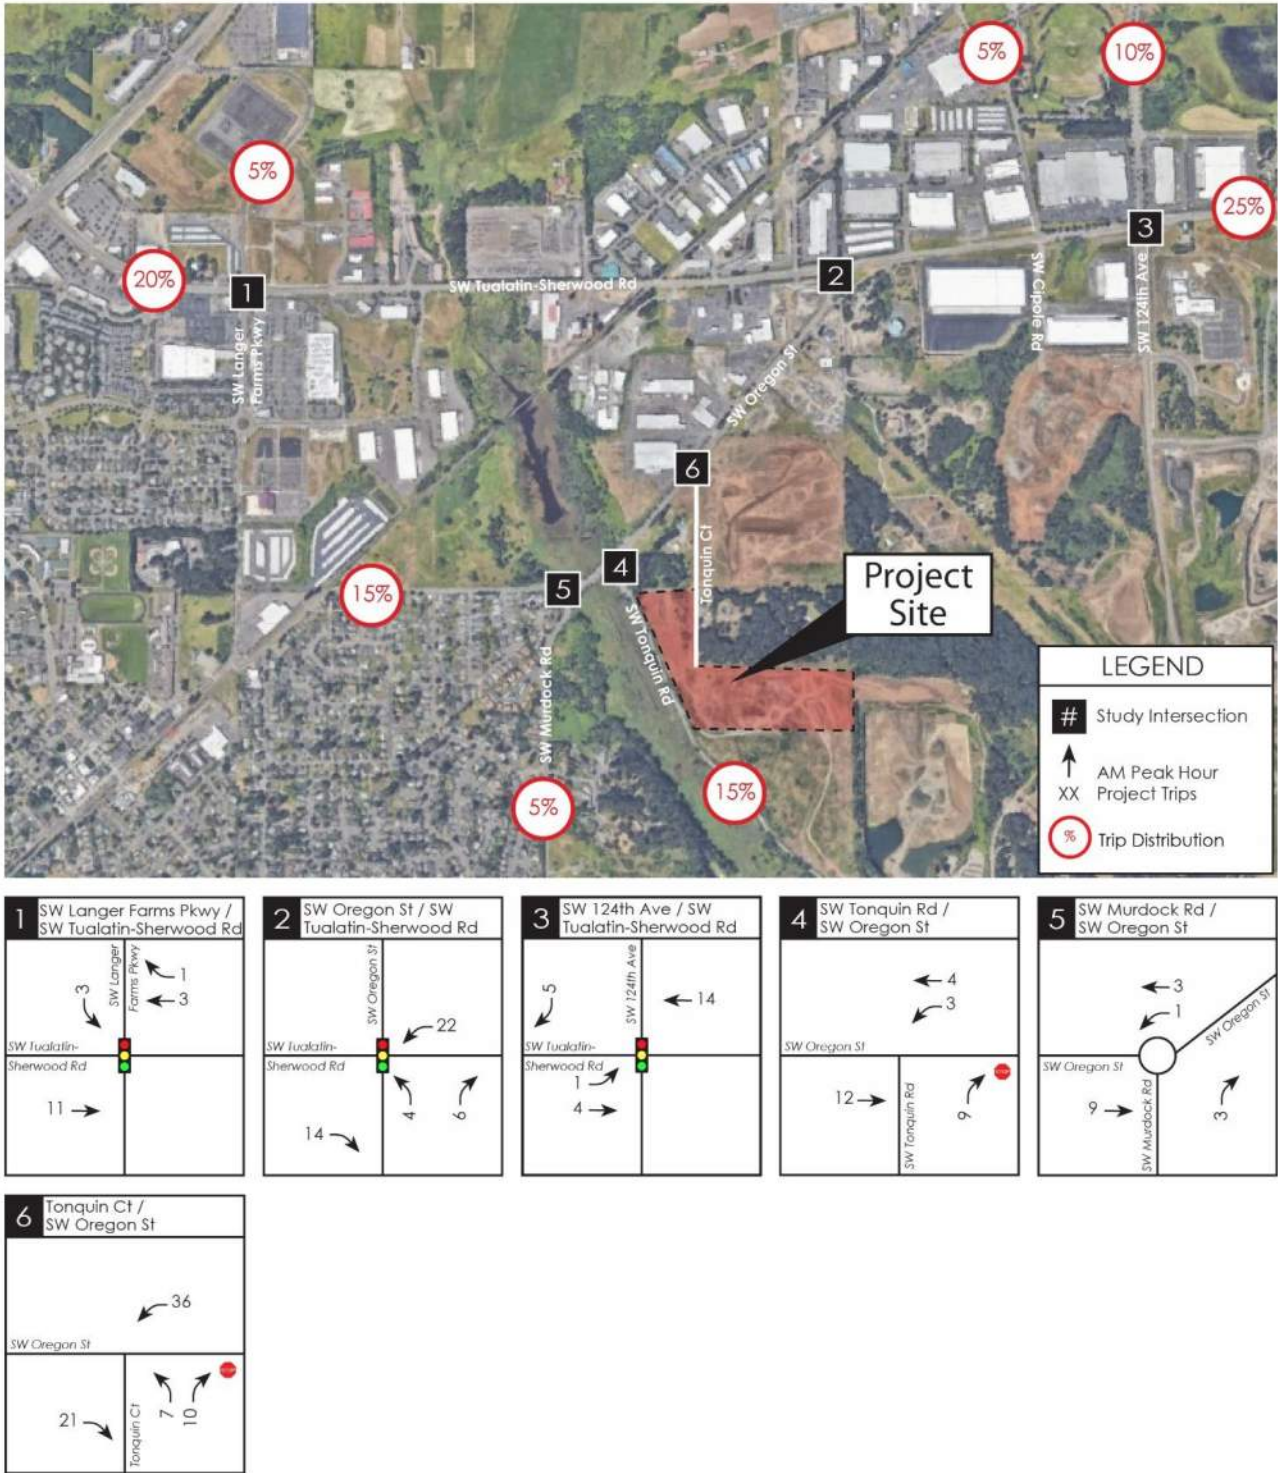 5%
10%
5%
25%
3
20%
2
1
SW Tualatin-Sherwood Rd
SW Cipole Rd
SW 124th Ave
SW Langer
Farms Pkwy
SW Oregon St
6
Tonquin Ct
4
5
15%
Project
Site
SW Tonquin Rd
SW Murdock Rd
5%
15%
LEGEND
# Study Intersection
XX AM Peak Hour
Project Trips
% Trip Distribution
1 SW Langer Farms Pkwy /
SW Tualatin-Sherwood Rd
SW Langer
Farms Pkwy
1
3
3
SW Tualatin-
Sherwood Rd
11
2 SW Oregon St / SW
Tualatin-Sherwood Rd
SW Oregon St
22
SW Tualatin-
Sherwood Rd
4
6
14
3 SW 124th Ave / SW
Tualatin-Sherwood Rd
SW 124th Ave
5
14
SW Tualatin-
Sherwood Rd
1
4
4 SW Tonquin Rd /
SW Oregon St
4
3
SW Oregon St
12
SW Tonquin Rd
9
STOP
5 SW Murdock Rd /
SW Oregon St
3
1
SW Oregon St
SW Oregon St
9
SW Murdock Rd
3
6 Tonquin Ct /
SW Oregon St
36
SW Oregon St
STOP
21
Tonquin Ct
7
10